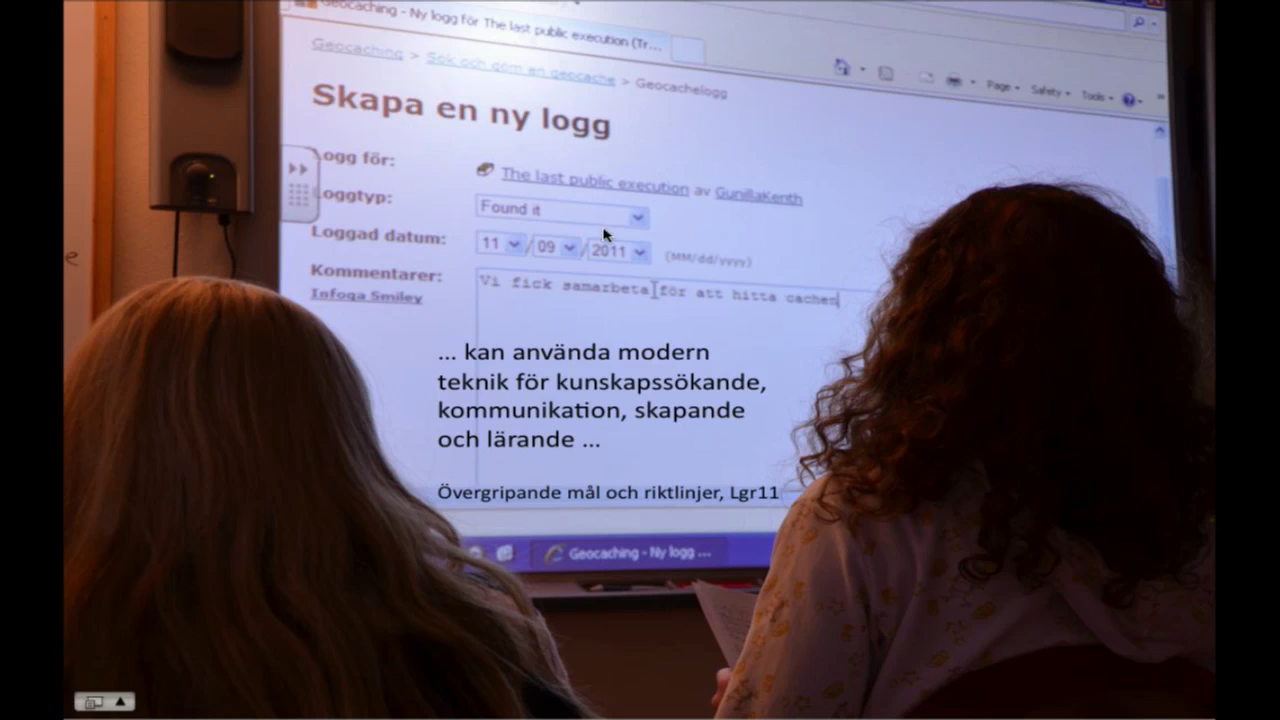 Geocaching - Ny logg för The last public execution (Tr...
Geocaching > Sök och göm en geocache > Geocachelogg
Page Safety Tools
Skapa en ny logg
Logg för: The last public execution av GunillaKenth
Loggtyp: Found it
Loggad datum: 11 / 09 / 2011 (MM/dd/yyyy)
Kommentarer: Vi fick samarbeta för att hitta cachen
Infoga Smiley
e
... kan använda modern
teknik för kunskapssökande,
kommunikation, skapande
och lärande ...
Övergripande mål och riktlinjer, Lgr11
Geocaching - Ny logg ...